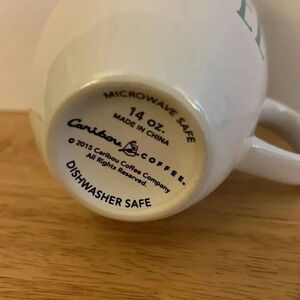 MICROWAVE SAFE
14 OZ.
MADE IN CHINA
Caribou COFFEE®
© 2015 Caribou Coffee Company
All Rights Reserved.
DISHWASHER SAFE